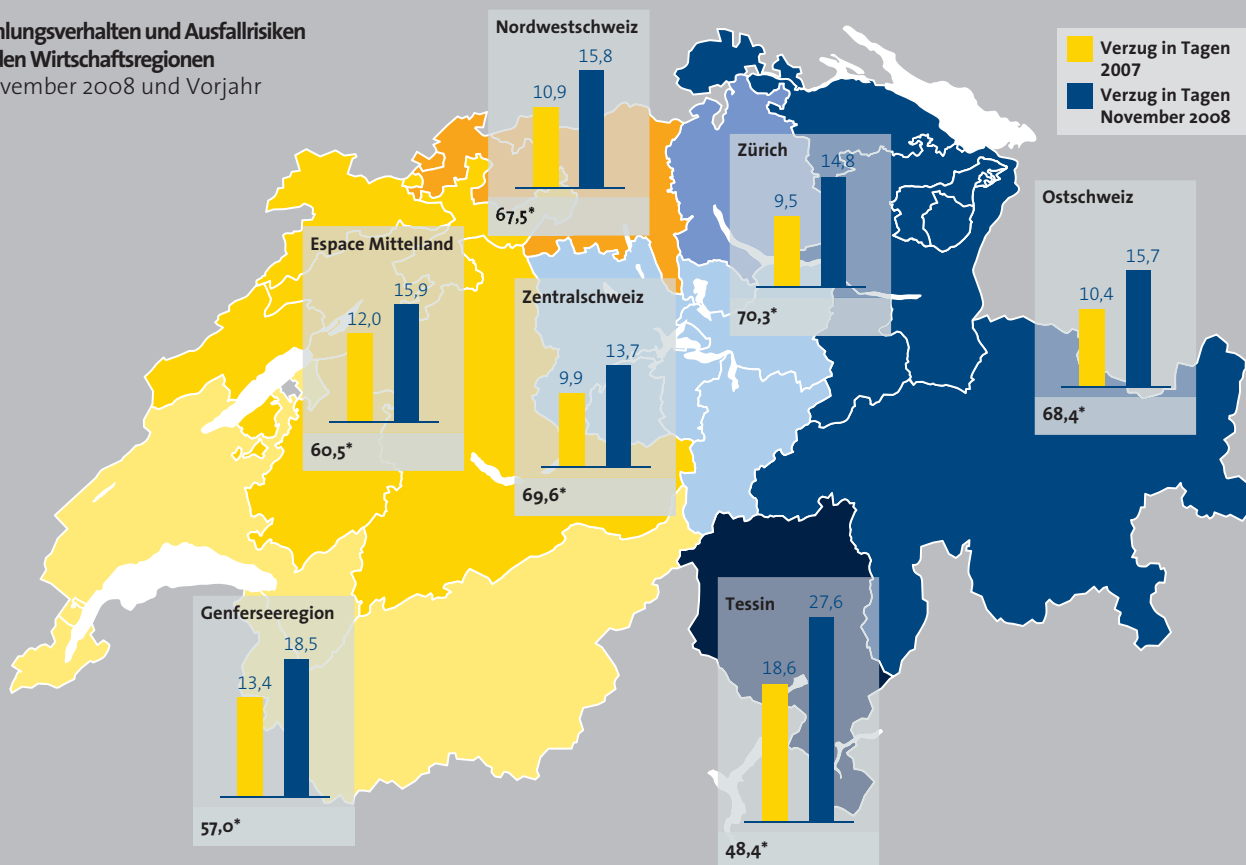 hlungsverhalten und Ausfallrisiken
den Wirtschaftsregionen
vember 2008 und Vorjahr
Verzug in Tagen
2007
Verzug in Tagen
November 2008
Nordwestschweiz
10,9
15,8
67,5*
Zürich
9,5
14,8
70,3*
Ostschweiz
10,4
15,7
68,4*
Espace Mittelland
12,0
15,9
60,5*
Zentralschweiz
9,9
13,7
69,6*
Genferseeregion
13,4
18,5
57,0*
Tessin
18,6
27,6
48,4*